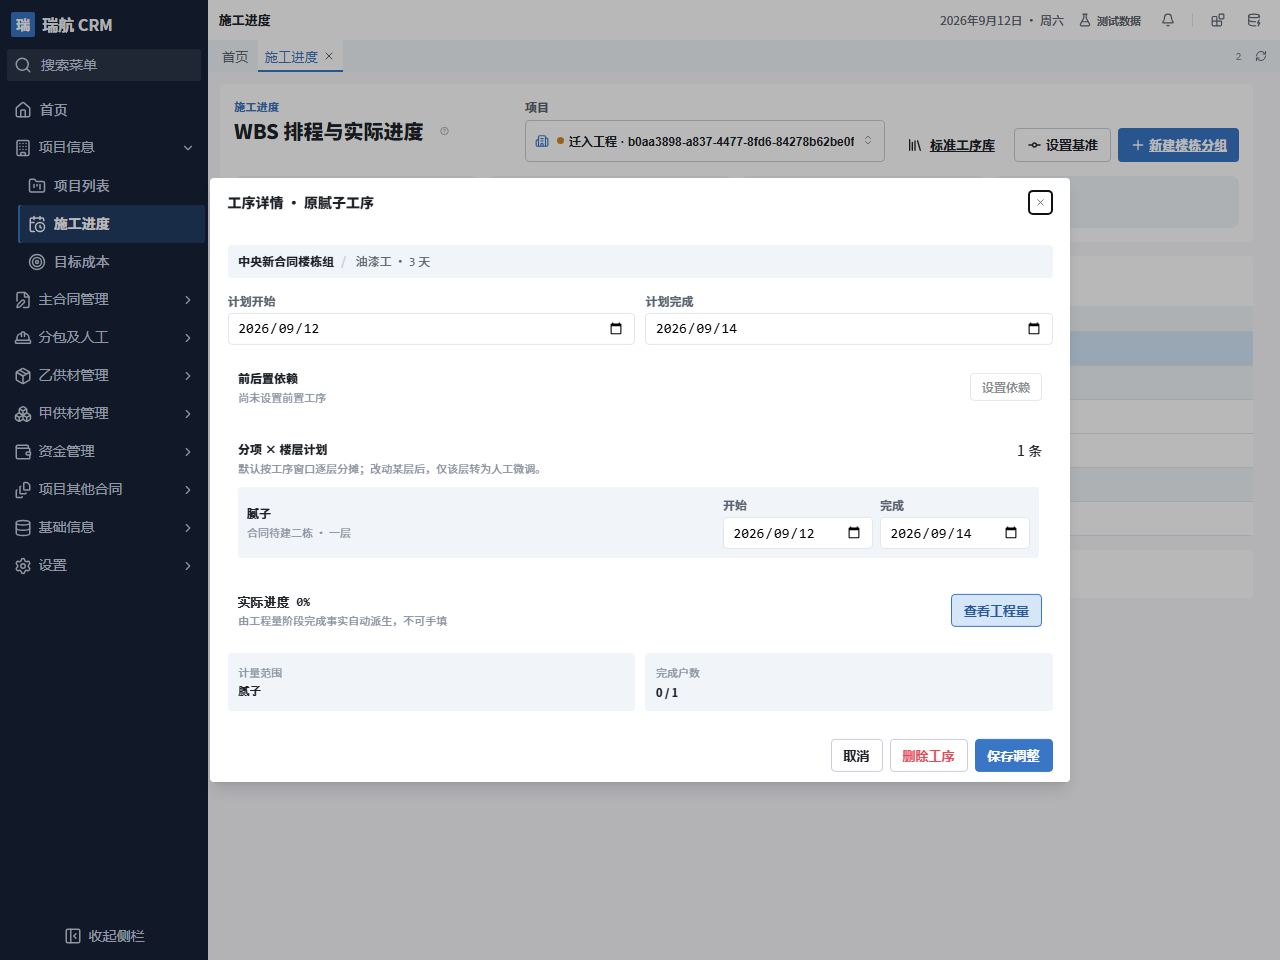 瑞 瑞航 CRM
搜索菜单
首页
项目信息
项目列表
施工进度
目标成本
主合同管理
分包及人工
乙供材管理
甲供材管理
资金管理
项目其他合同
基础信息
设置
收起侧栏
施工进度
2026年9月12日 • 周六
测试数据
首页
施工进度 ×
2
施工进度
WBS 排程与实际进度
项目
迁入工程 · b0aa3898-a837-4477-8fd6-84278b62be0f
标准工序库
设置基准
+ 新建楼栋分组
工序详情 • 原腻子工序
中央新合同楼栋组 / 油漆工 • 3 天
计划开始
2026/09/12
计划完成
2026/09/14
前后置依赖
尚未设置前置工序
设置依赖
分项 × 楼层计划
默认按工序窗口逐层分摊；改动某层后，仅该层转为人工微调。
1 条
腻子
合同待建二栋 • 一层
开始
2026/09/12
完成
2026/09/14
实际进度 0%
由工程量阶段完成事实自动派生，不可手填
查看工程量
计量范围
腻子
完成户数
0 / 1
取消
删除工序
保存调整